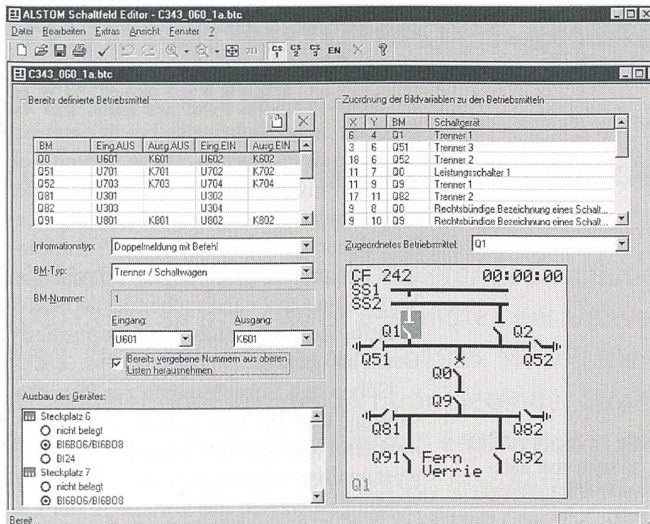 ALSTOM Schaltfeld Editor - C343_060_1a.btc
Datei Bearbeiten Extras Ansicht Fenster ?
CS 1 CS 2 CS 3 EN
C343_060_1a.btc
Bereits definierte Betriebsmittel
BM Eing.AUS Ausg.AUS Eing.EIN Ausg.EIN
Q0 U601 K601 U602 K602
Q51 U701 K701 U702 K702
Q52 U703 K703 U704 K704
Q81 U301 U302
Q82 U303 U304
Q91 U801 K801 U802 K802
Informationstyp: Doppelmeldung mit Befehl
BM-Typ: Trenner / Schaltwagen
BM-Nummer: 1
Eingang: Ausgang:
U601 K601
Bereits vergebene Nummern aus oberen
Listen herausnehmen
Ausbau des Gerätes:
Steckplatz 6
nicht belegt
BI6BO6/BI6BO8
BI24
Steckplatz 7
nicht belegt
BI6BO6/BI6BO8
Zuordnung der Bildvariablen zu den Betriebsmitteln
X Y BM Schaltgerät
6 4 Q1 Trenner 1
3 6 Q51 Trenner 3
18 6 Q52 Trenner 2
11 7 Q0 Leistungsschalter 1
11 9 Q9 Trenner 1
17 11 Q82 Trenner 2
9 8 Q0 Rechtsbündige Bezeichnung eines Schalt...
9 10 Q9 Rechtsbündige Bezeichnung eines Schalt...
Zugeordnetes Betriebsmittel: Q1
CF 242 00:00:00
SS1
SS2
Q1 Q2
Q51 Q52
Q0
Q9
Q81 Q82
Q91 Fern Q92
Verrie
Q1
Bereit